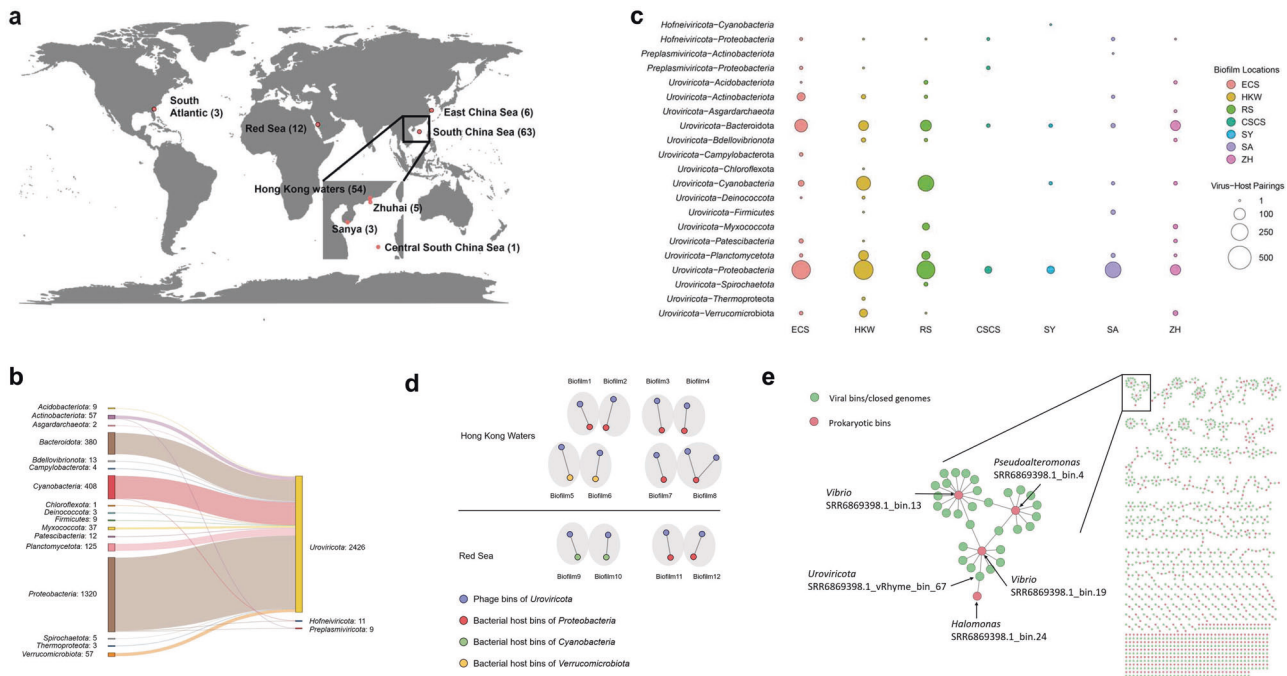 a
South
Atlantic (3)
Red Sea (12)
East China Sea (6)
South China Sea (63)
Hong Kong waters (54)
Zhuhai (5)
Sanya (3)
Central South China Sea (1)
b
Acidobacteriota: 9
Actinobacteriota: 57
Asgardarchaeota: 2
Bacteroidota: 380
Bdellovibrionota: 13
Campylobacterota: 4
Cyanobacteria: 408
Chloroflexota: 1
Deinococcota: 3
Firmicutes: 9
Myxococcota: 37
Patescibacteria: 12
Planctomycetota: 125
Proteobacteria: 1320
Spirochaetota: 5
Thermoproteota: 3
Verrucomicrobiota: 57
Uroviricota: 2426
Hofneiviricota: 11
Preplasmiviricota: 9
c
Hofneiviricota-Cyanobacteria
Hofneiviricota-Proteobacteria
Preplasmiviricota-Actinobacteriota
Preplasmiviricota-Proteobacteria
Uroviricota-Acidobacteriota
Uroviricota-Actinobacteriota
Uroviricota-Asgardarchaeota
Uroviricota-Bacteroidota
Uroviricota-Bdellovibrionota
Uroviricota-Campylobacterota
Uroviricota-Chloroflexota
Uroviricota-Cyanobacteria
Uroviricota-Deinococcota
Uroviricota-Firmicutes
Uroviricota-Myxococcota
Uroviricota-Patescibacteria
Uroviricota-Planctomycetota
Uroviricota-Proteobacteria
Uroviricota-Spirochaetota
Uroviricota-Thermoproteota
Uroviricota-Verrucomicrobiota
ECS HKW RS CSCS SY SA ZH
Biofilm Locations
ECS
HKW
RS
CSCS
SY
SA
ZH
Virus-Host Pairings
1
100
250
500
d
Biofilm1 Biofilm2 Biofilm3 Biofilm4
Hong Kong Waters
Biofilm5 Biofilm6 Biofilm7 Biofilm8
Red Sea
Biofilm9 Biofilm10 Biofilm11 Biofilm12
Phage bins of Uroviricota
Bacterial host bins of Proteobacteria
Bacterial host bins of Cyanobacteria
Bacterial host bins of Verrucomicrobiota
e
Viral bins/closed genomes
Prokaryotic bins
Pseudoalteromonas
SRR6869398.1_bin.4
Vibrio
SRR6869398.1_bin.13
Uroviricota
SRR6869398.1_vRhyme_bin_67
Vibrio
SRR6869398.1_bin.19
Halomonas
SRR6869398.1_bin.24